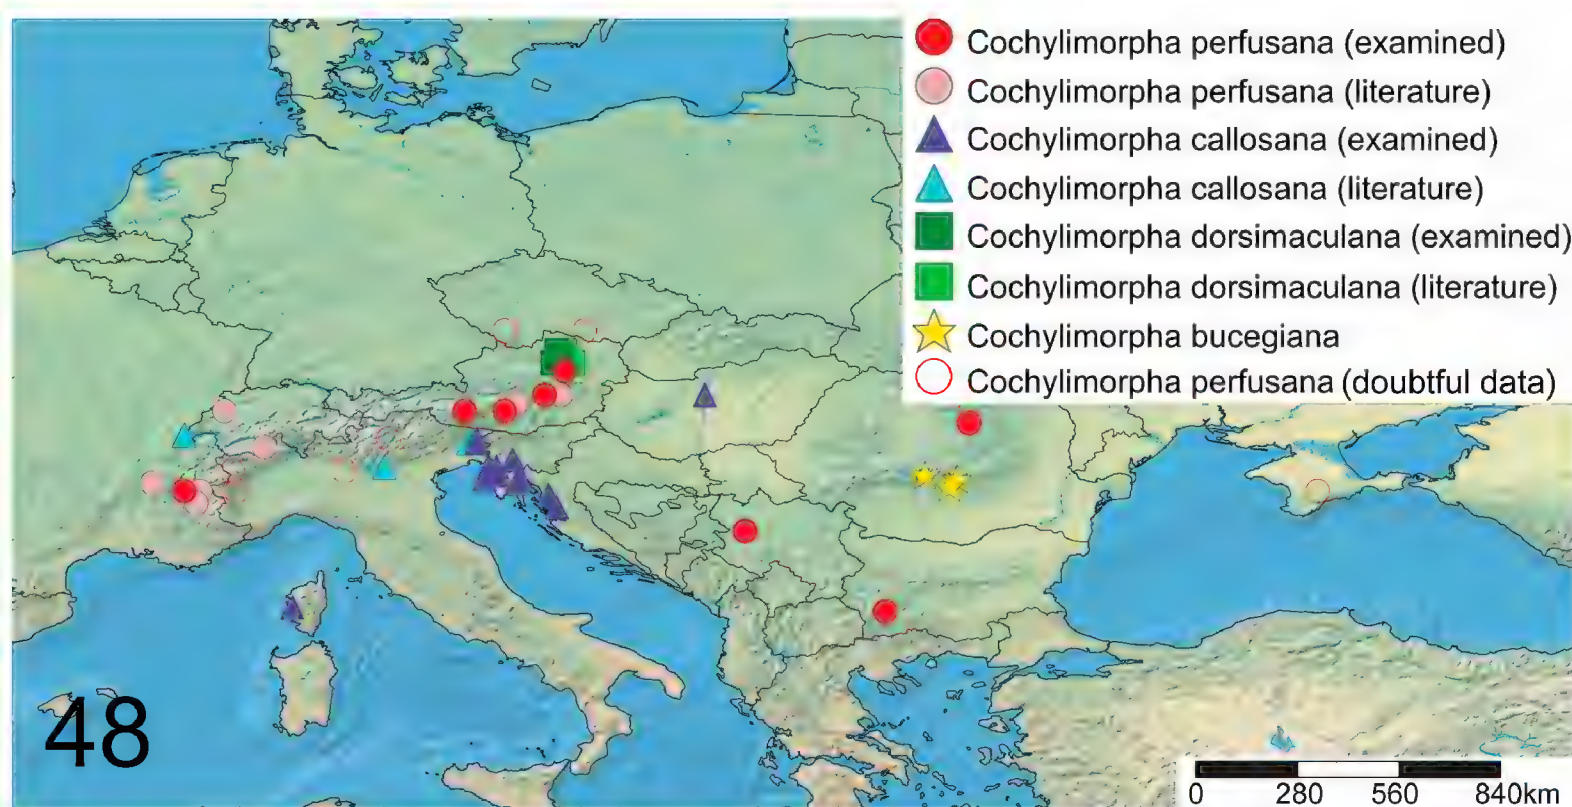 Cochylimorpha perfusana (examined)
Cochylimorpha perfusana (literature)
Cochylimorpha callosana (examined)
Cochylimorpha callosana (literature)
Cochylimorpha dorsimaculana (examined)
Cochylimorpha dorsimaculana (literature)
Cochylimorpha bucegiana
Cochylimorpha perfusana (doubtful data)
48
0 280 560 840km